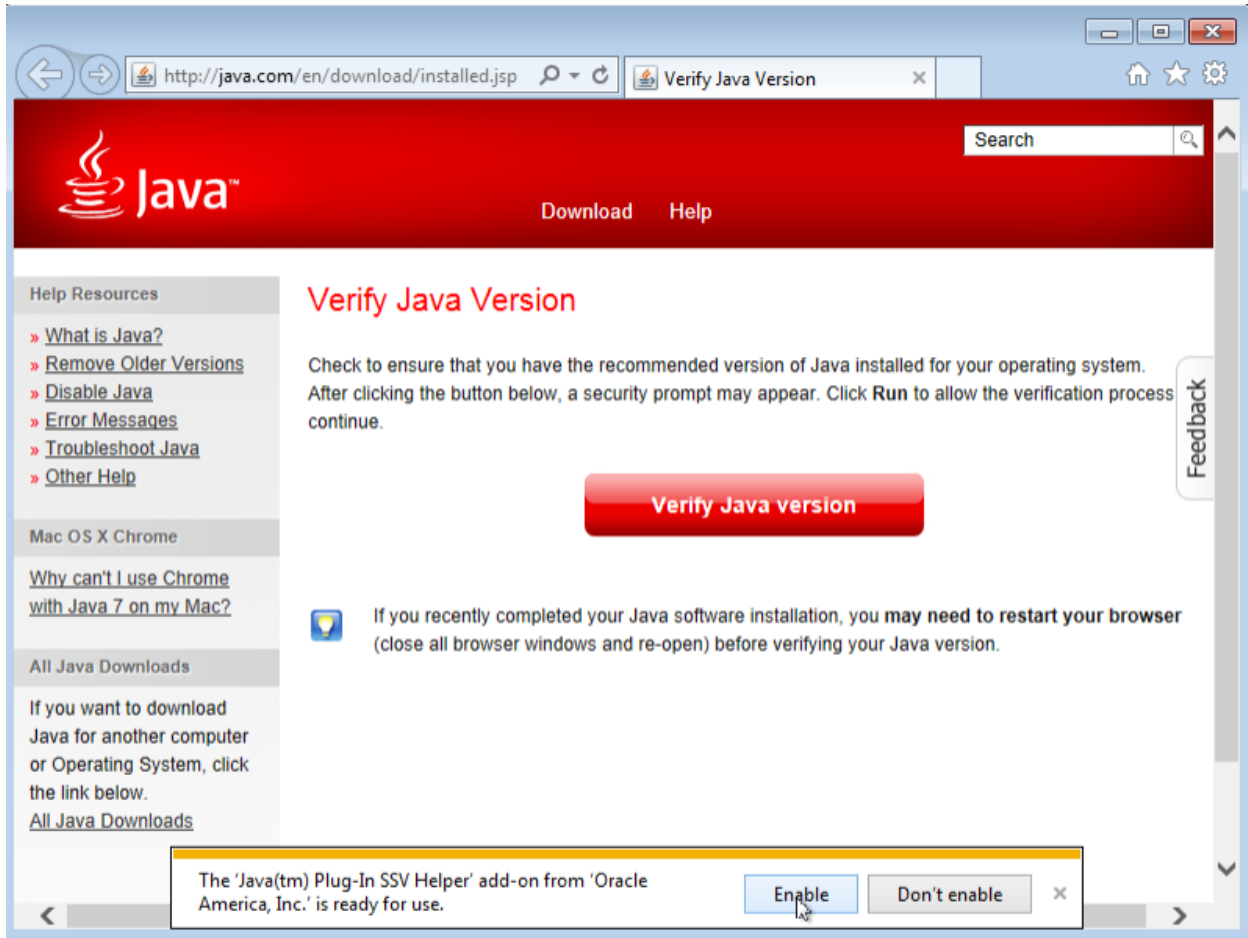 http://java.com/en/download/installed.jsp
Verify Java Version
Search
Java™
Download Help
Help Resources
» What is Java?
» Remove Older Versions
» Disable Java
» Error Messages
» Troubleshoot Java
» Other Help
Mac OS X Chrome
Why can't I use Chrome
with Java 7 on my Mac?
All Java Downloads
If you want to download
Java for another computer
or Operating System, click
the link below.
All Java Downloads
Verify Java Version
Check to ensure that you have the recommended version of Java installed for your operating system.
After clicking the button below, a security prompt may appear. Click Run to allow the verification process
continue.
Verify Java version
If you recently completed your Java software installation, you may need to restart your browser
(close all browser windows and re-open) before verifying your Java version.
Feedback
The 'Java(tm) Plug-In SSV Helper' add-on from 'Oracle
America, Inc.' is ready for use.
Enable
Don't enable